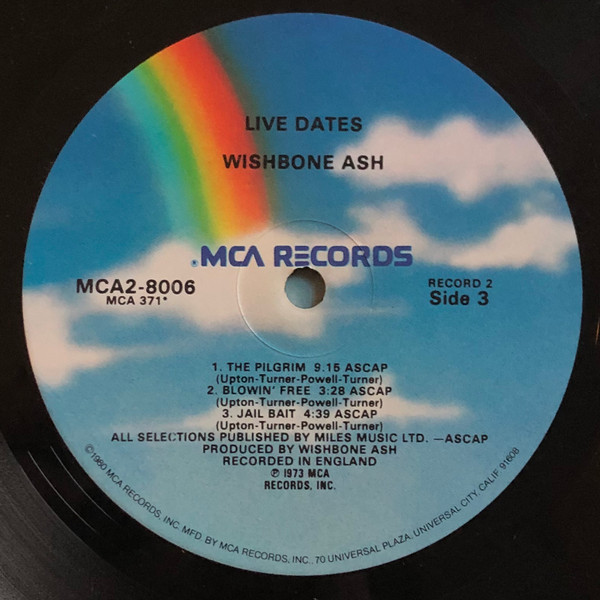 LIVE DATES
WISHBONE ASH
MCA RECORDS
MCA2-8006
MCA 371*
RECORD 2
Side 3
1. THE PILGRIM 9.15 ASCAP
(Upton-Turner-Powell-Turner)
2. BLOWIN' FREE 3:28 ASCAP
(Upton-Turner-Powell-Turner)
3. JAIL BAIT 4:39 ASCAP
(Upton-Turner-Powell-Turner)
ALL SELECTIONS PUBLISHED BY MILES MUSIC LTD. —ASCAP
PRODUCED BY WISHBONE ASH
RECORDED IN ENGLAND
℗ 1973 MCA
RECORDS, INC.
©1980 MCA RECORDS, INC. MFD. BY MCA RECORDS, INC., 70 UNIVERSAL PLAZA, UNIVERSAL CITY, CALIF. 91608